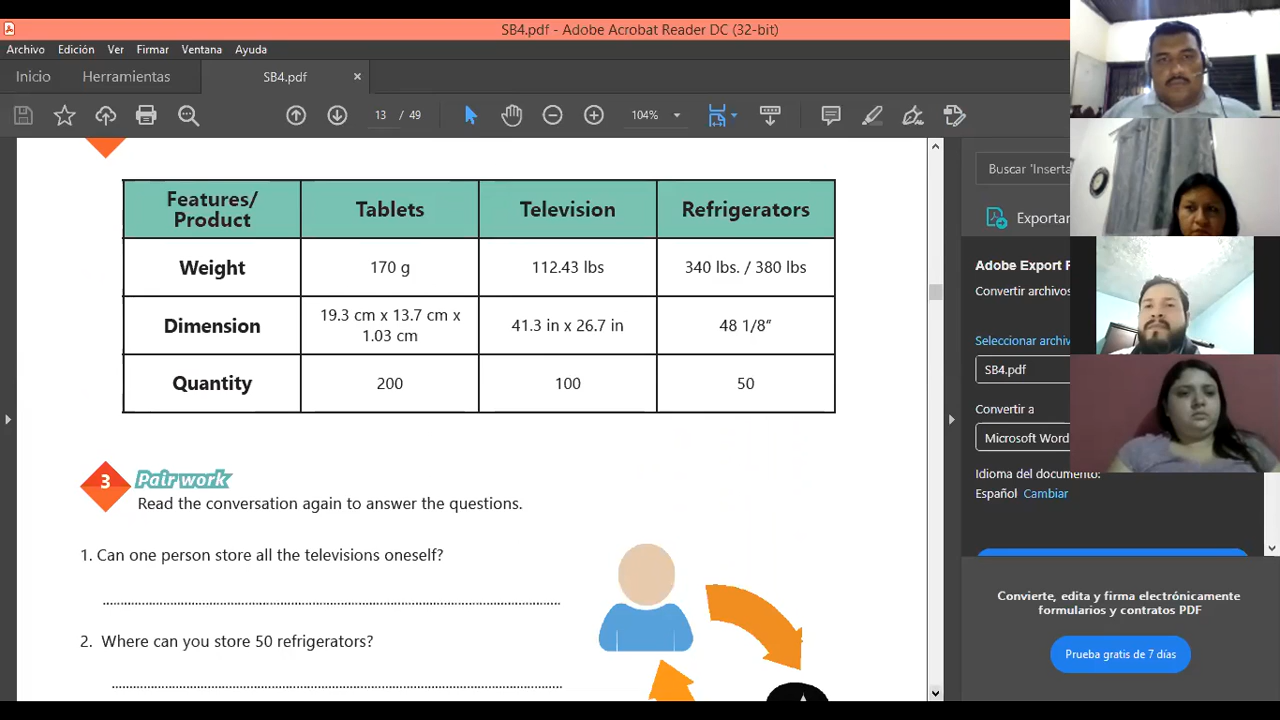 SB4.pdf - Adobe Acrobat Reader DC (32-bit)
Archivo Edición Ver Firmar Ventana Ayuda
Inicio Herramientas SB4.pdf ×
13 / 49 104%
Features/
Product
Tablets
Television
Refrigerators
Weight
170 g
112.43 lbs
340 lbs. / 380 lbs
Dimension
19.3 cm x 13.7 cm x
1.03 cm
41.3 in x 26.7 in
48 1/8”
Quantity
200
100
50
3
Pair work
Read the conversation again to answer the questions.
1. Can one person store all the televisions oneself?
2. Where can you store 50 refrigerators?
Buscar 'Inserta
Exportar
Adobe Export
Convertir archivos
Seleccionar archiv
SB4.pdf
Convertir a
Microsoft Word
Idioma del documento:
Español Cambiar
Convierte, edita y firma electrónicamente
formularios y contratos PDF
Prueba gratis de 7 días